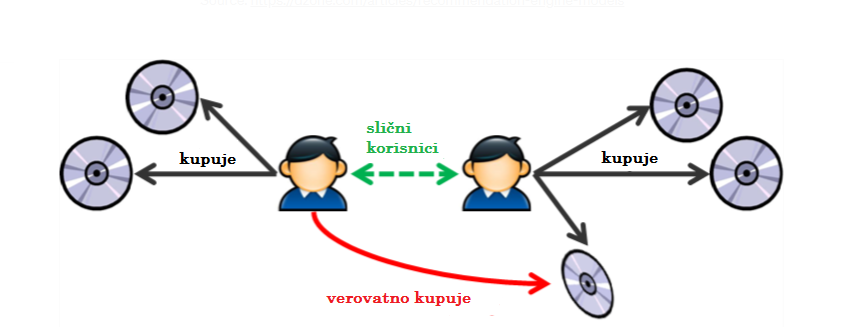 slični
korisnici
kupuje
kupuje
verovatno kupuje